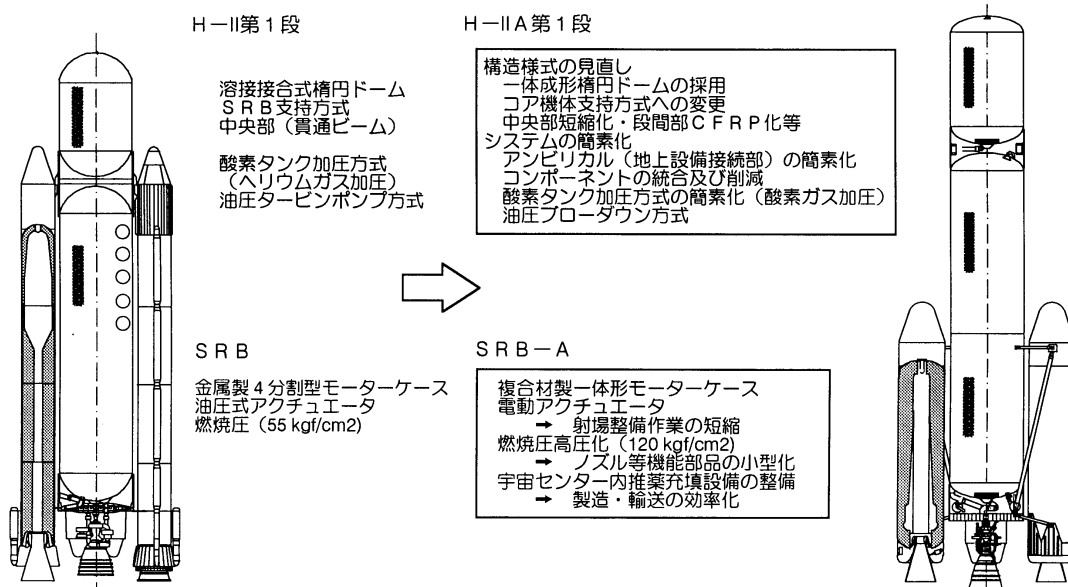 H－II第１段
溶接接合式楕円ドーム
ＳＲＢ支持方式
中央部（貫通ビーム）
酸素タンク加圧方式
（ヘリウムガス加圧）
油圧タービンポンプ方式
H－IIＡ第１段
構造様式の見直し
一体成形楕円ドームの採用
コア機体支持方式への変更
中央部短縮化・段間部ＣＦＲＰ化等
システムの簡素化
アンビリカル（地上設備接続部）の簡素化
コンポーネントの統合及び削減
酸素タンク加圧方式の簡素化（酸素ガス加圧）
油圧ブローダウン方式
ＳＲＢ
金属製４分割型モーターケース
油圧式アクチュエータ
燃焼圧（55 kgf/cm2）
ＳＲＢ－Ａ
複合材製一体形モーターケース
電動アクチュエータ
➞ 射場整備作業の短縮
燃焼圧高圧化（120 kgf/cm2)
➞ ノズル等機能部品の小型化
宇宙センター内推薬充填設備の整備
➞ 製造・輸送の効率化